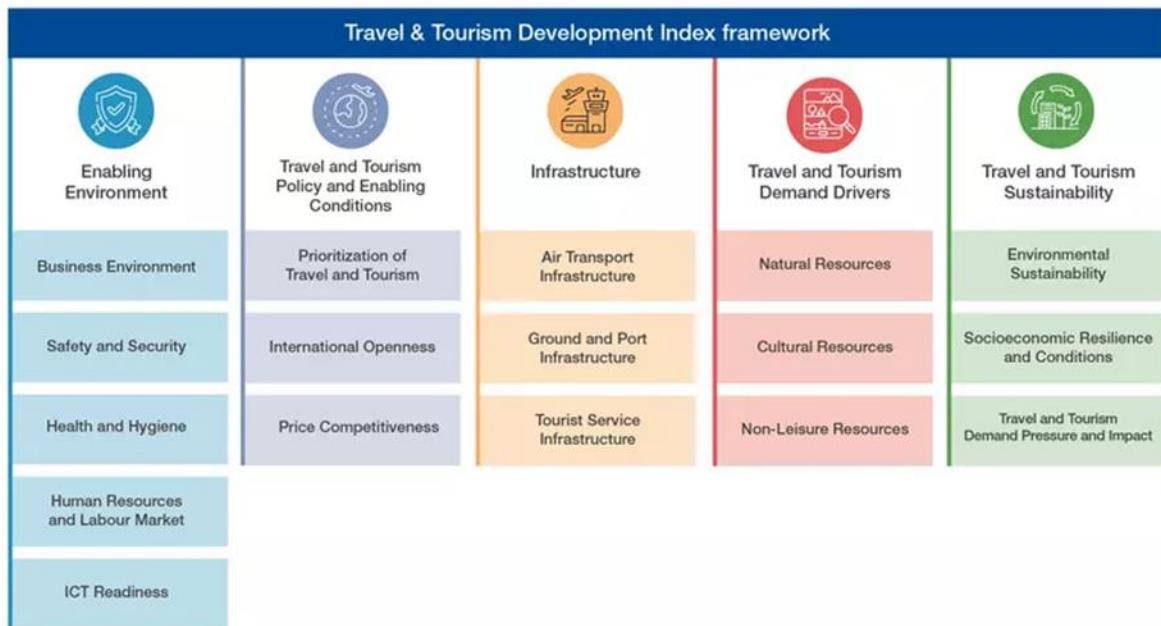 Travel & Tourism Development Index framework
Enabling
Environment
Business Environment
Safety and Security
Health and Hygiene
Human Resources
and Labour Market
ICT Readiness
Travel and Tourism
Policy and Enabling
Conditions
Prioritization of
Travel and Tourism
International Openness
Price Competitiveness
Infrastructure
Air Transport
Infrastructure
Ground and Port
Infrastructure
Tourist Service
Infrastructure
Travel and Tourism
Demand Drivers
Natural Resources
Cultural Resources
Non-Leisure Resources
Travel and Tourism
Sustainability
Environmental
Sustainability
Socioeconomic Resilience
and Conditions
Travel and Tourism
Demand Pressure and Impact